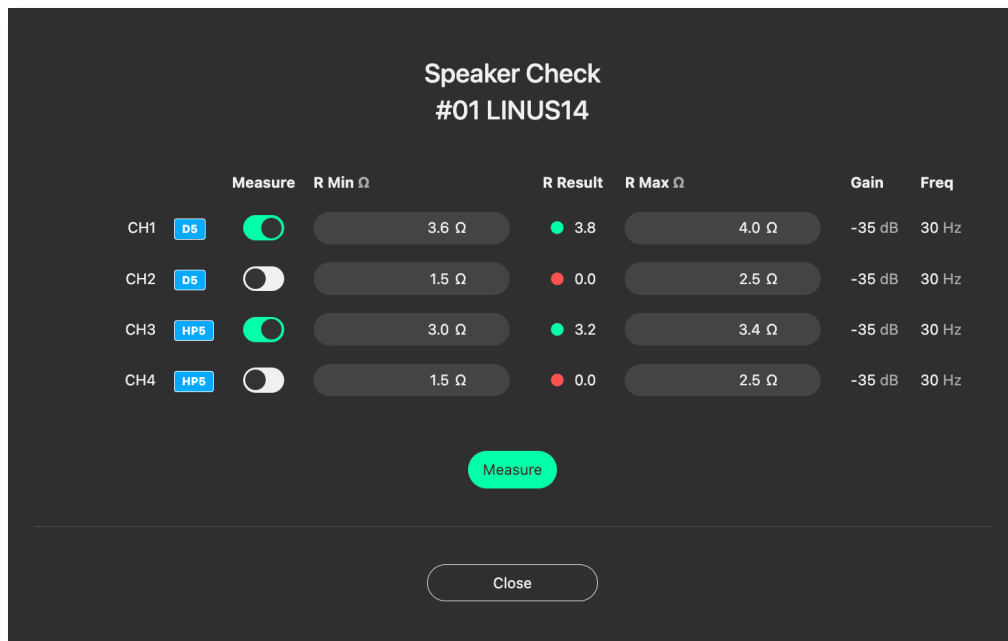 Speaker Check
#01 LINUS14
Measure R Min Ω R Result R Max Ω Gain Freq
CH1 D5 3.6 Ω 3.8 4.0 Ω -35 dB 30 Hz
CH2 D5 1.5 Ω 0.0 2.5 Ω -35 dB 30 Hz
CH3 HP5 3.0 Ω 3.2 3.4 Ω -35 dB 30 Hz
CH4 HP5 1.5 Ω 0.0 2.5 Ω -35 dB 30 Hz
Measure
Close